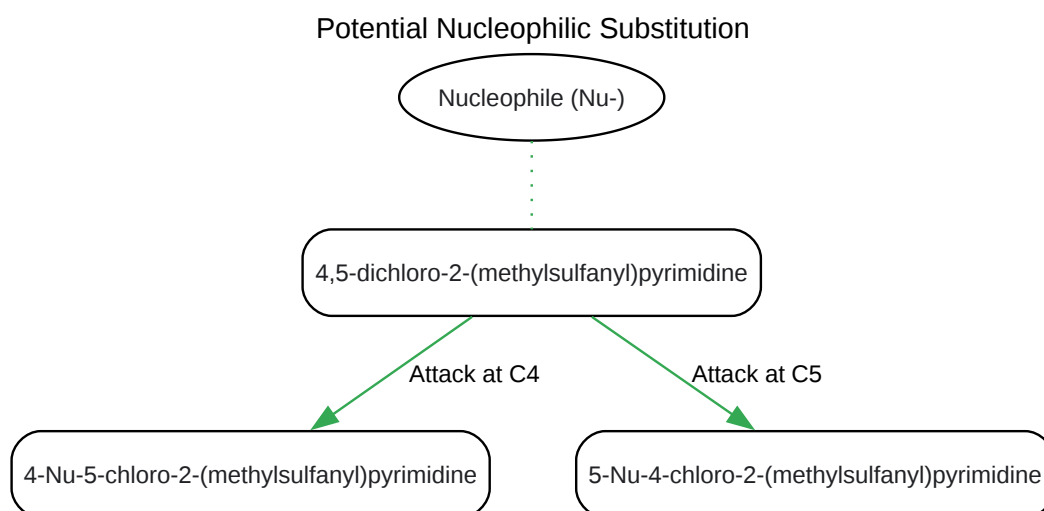 Potential Nucleophilic Substitution
Nucleophile (Nu-)
4,5-dichloro-2-(methylsulfanyl)pyrimidine
Attack at C4
Attack at C5
4-Nu-5-chloro-2-(methylsulfanyl)pyrimidine
5-Nu-4-chloro-2-(methylsulfanyl)pyrimidine